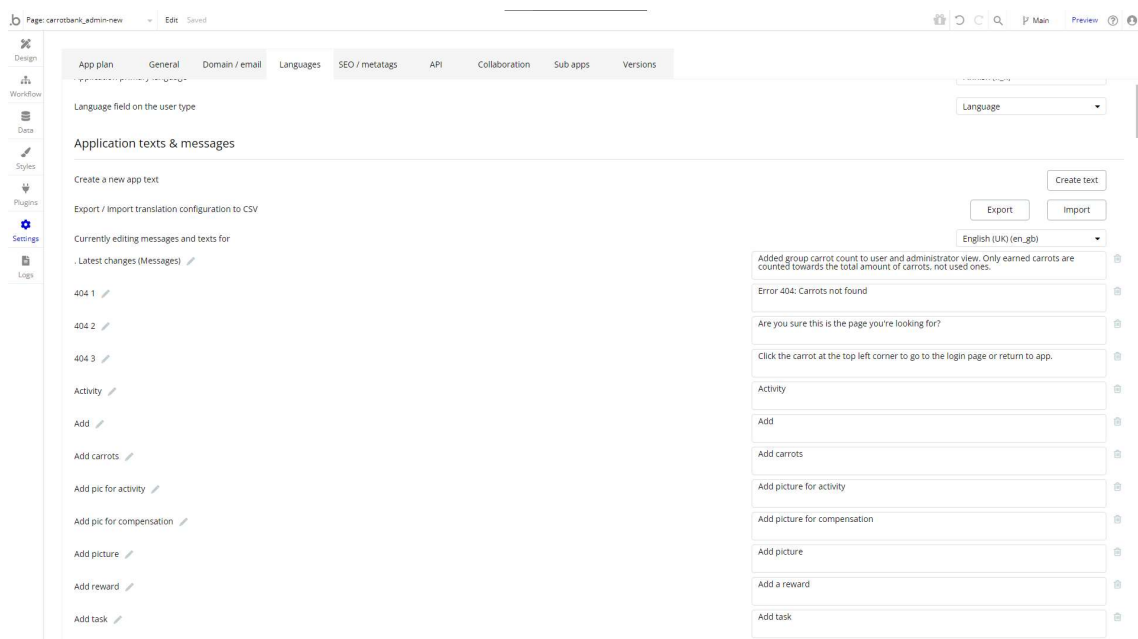 Page: carrotbank_admin-new Edit Saved Main Preview
Design
Workflow
Data
Styles
Plugins
Settings
Logs
App plan General Domain / email Languages SEO / metatags API Collaboration Sub apps Versions
Language field on the user type Language
Application texts & messages
Create a new app text Create text
Export / Import translation configuration to CSV Export Import
Currently editing messages and texts for English (UK) (en_gb)
. Latest changes (Messages) Added group carrot count to user and administrator view. Only earned carrots are
counted towards the total amount of carrots. not used ones.
404 1 Error 404: Carrots not found
404 2 Are you sure this is the page you're looking for?
404 3 Click the carrot at the top left corner to go to the login page or return to app.
Activity Activity
Add Add
Add carrots Add carrots
Add pic for activity Add picture for activity
Add pic for compensation Add picture for compensation
Add picture Add picture
Add reward Add a reward
Add task Add task